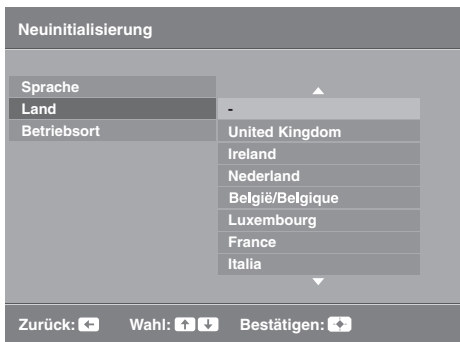 Neuinitialisierung
Sprache
Land
Betriebsort
-
United Kingdom
Ireland
Nederland
België/Belgique
Luxembourg
France
Italia
Zurück: Wahl: Bestätigen: